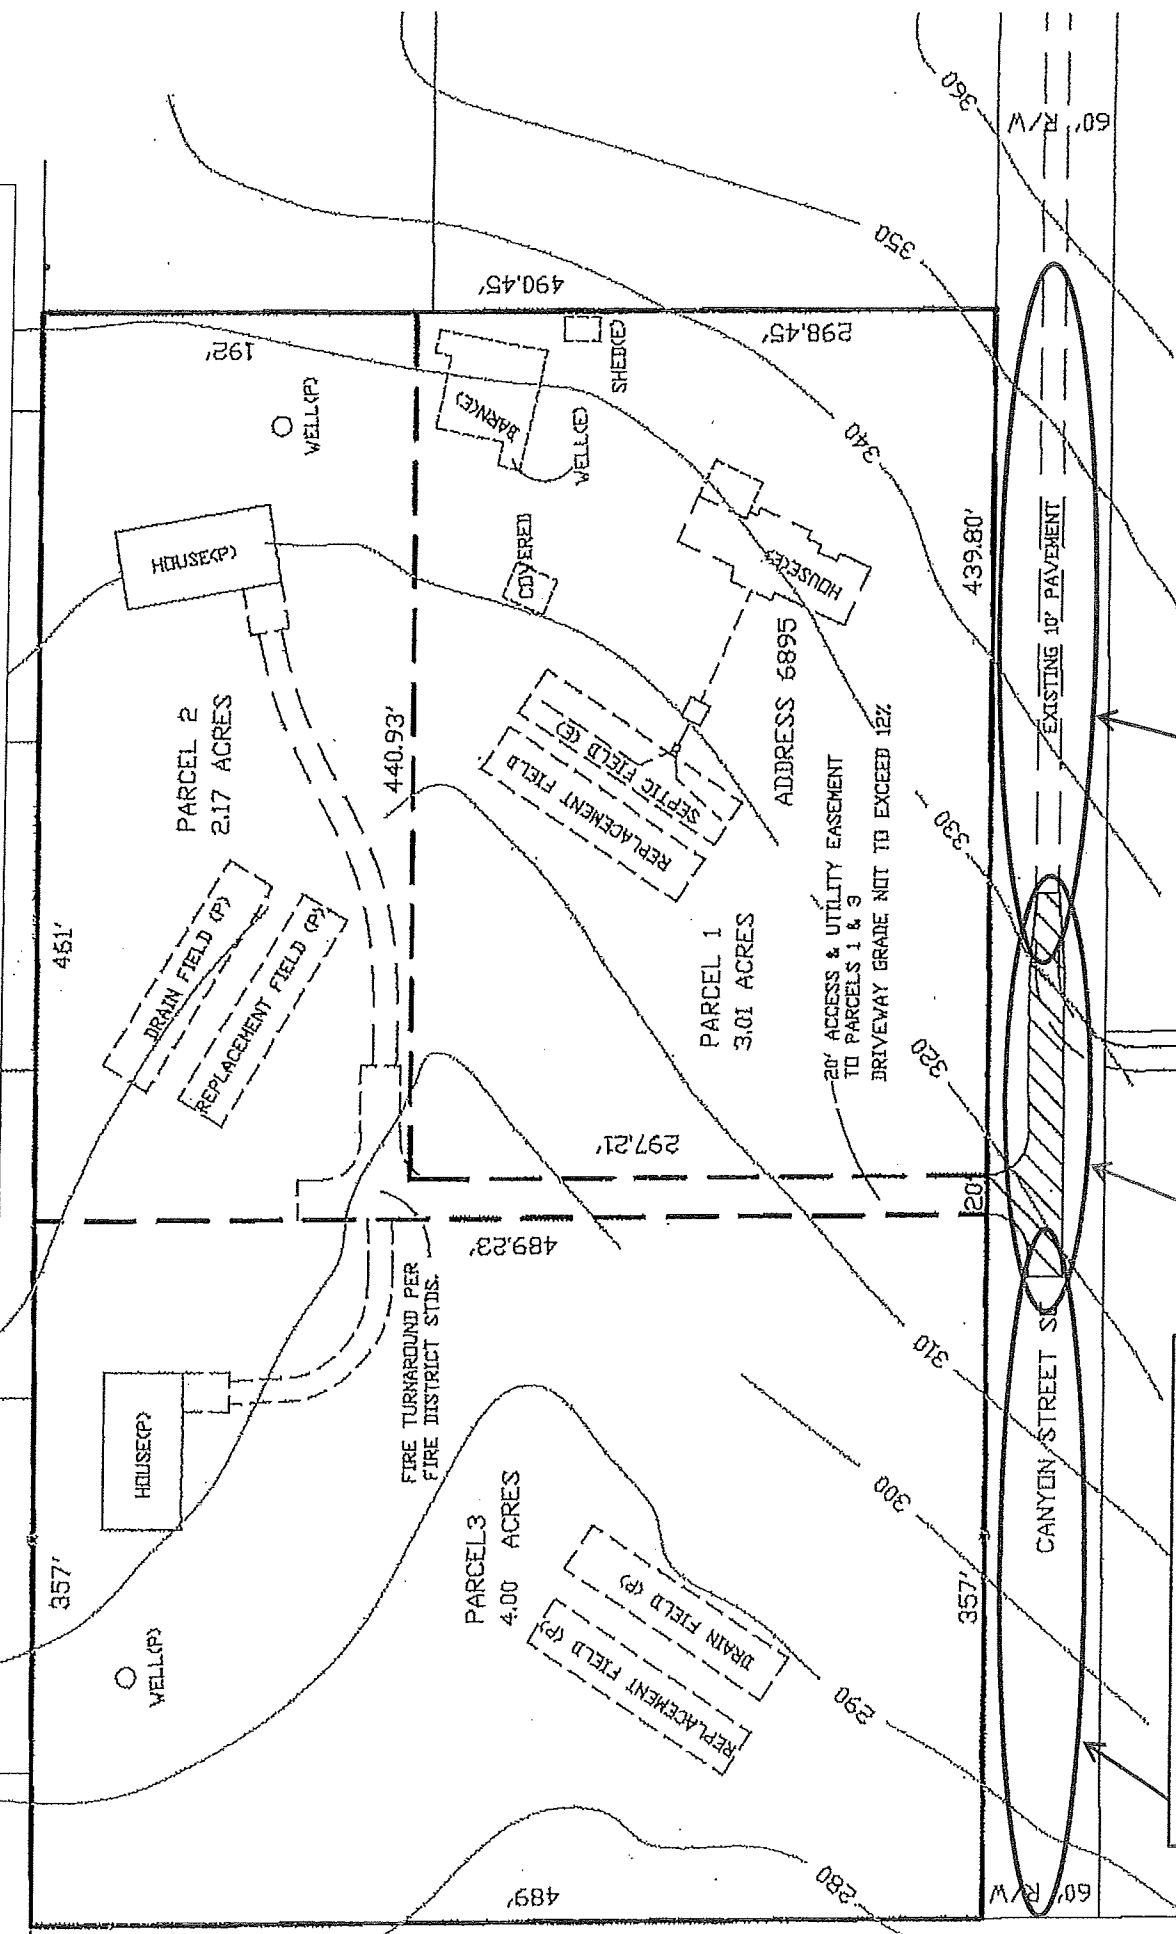 461'
357'
192'
WELL(P)
HOUSE(P)
PARCEL 2
2.17 ACRES
DRAIN FIELD (P)
REPLACEMENT FIELD (P)
440.93'
490.45'
298.45'
BARN(E)
SHED(E)
WELL(E)
COVERED
HOUSE(E)
SEPTIC FIELD (E)
REPLACEMENT FIELD
ADDRESS 6895
PARCEL 1
3.01 ACRES
20' ACCESS & UTILITY EASEMENT
TO PARCELS 1 & 3
DRIVEWAY GRADE NOT TO EXCEED 12%
439.80'
297.21'
489.23'
20'
FIRE TURNAROUND PER
FIRE DISTRICT STDS.
HOUSE(P)
WELL(P)
PARCEL 3
4.00 ACRES
DRAIN FIELD (P)
REPLACEMENT FIELD (P)
357'
489'
360
350
340
330
320
310
300
290
280
60' R/W
EXISTING 10' PAVEMENT
CANYON STREET
60' R/W